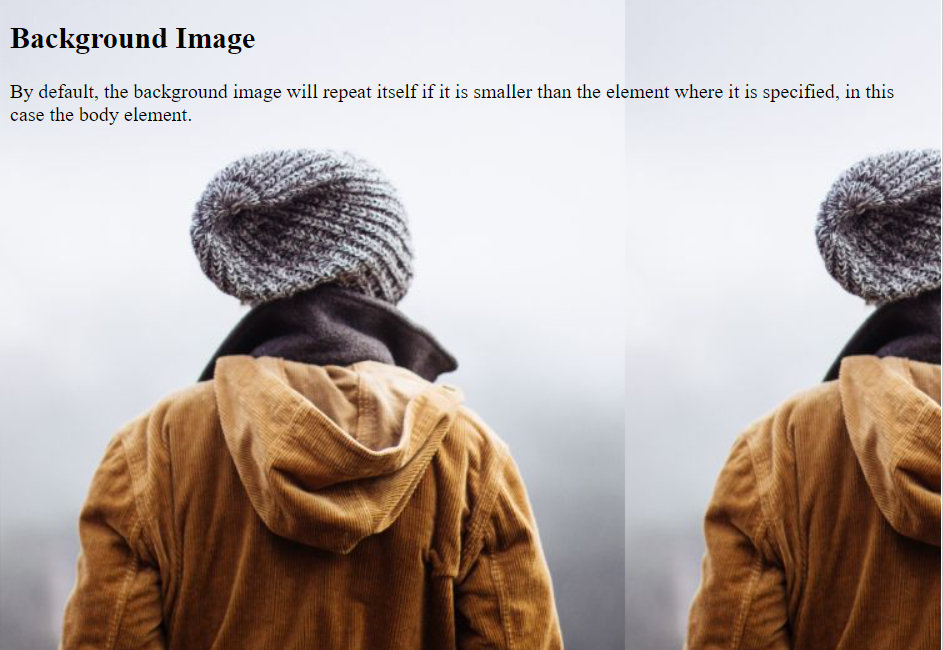 Background Image
By default, the background image will repeat itself if it is smaller than the element where it is specified, in this
case the body element.